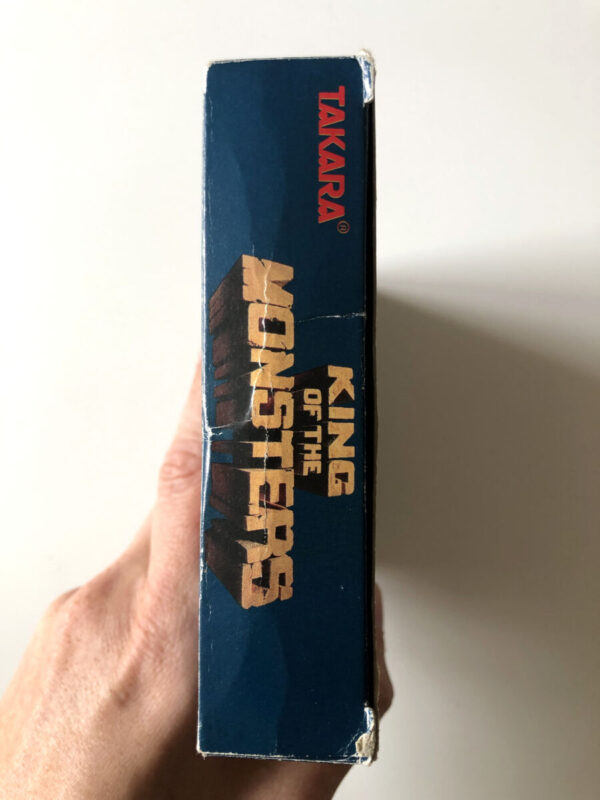 TAKARA®
KING
OF THE
MONSTERS